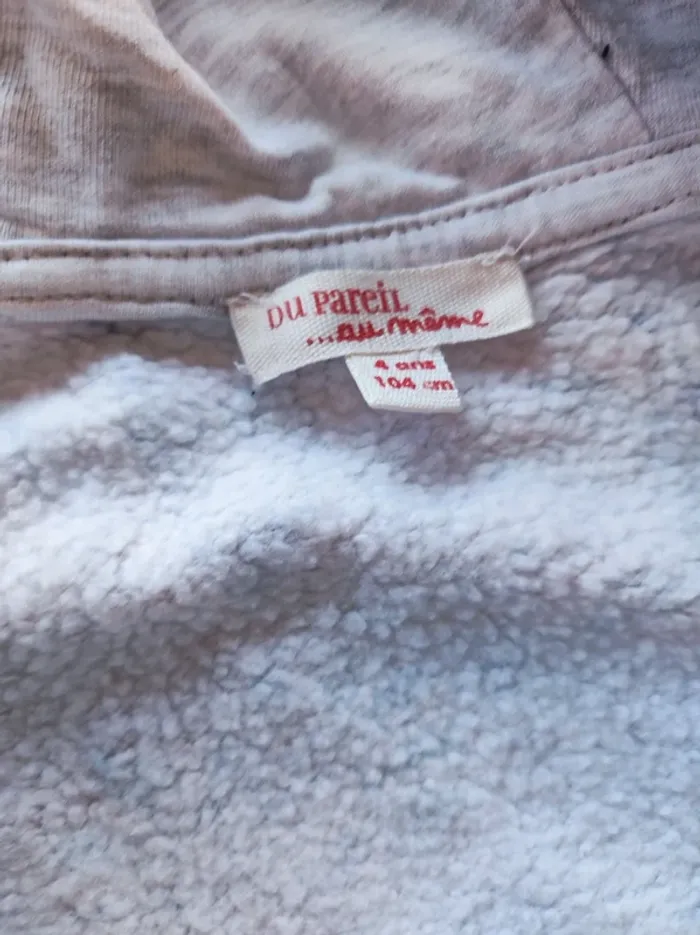 DU PAREIL
...au même
4 ans
104 cm